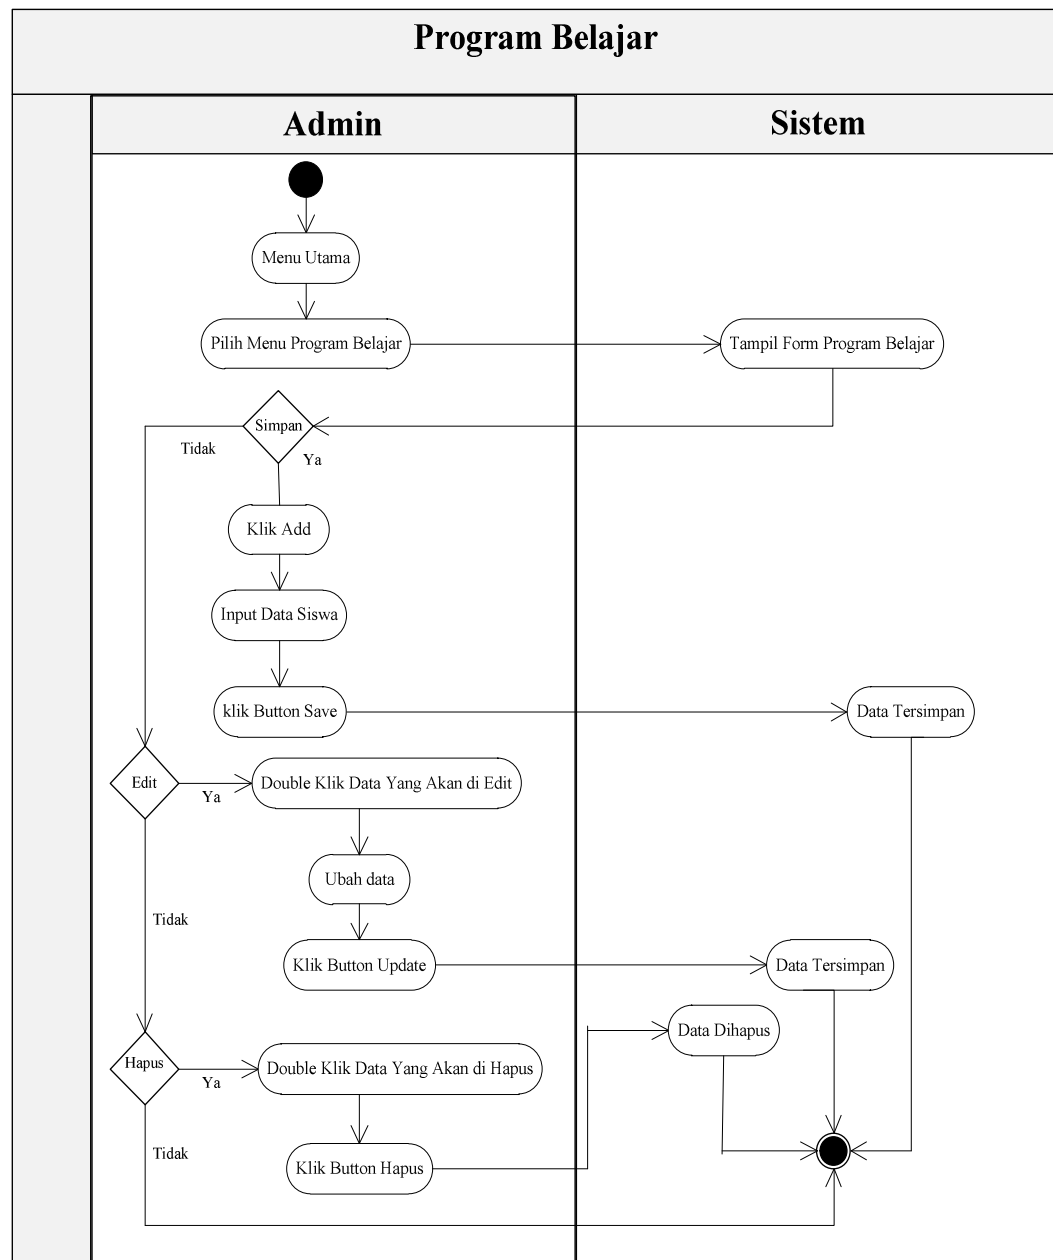 Program Belajar
Admin
Sistem
Menu Utama
Pilih Menu Program Belajar
Tampil Form Program Belajar
Simpan
Tidak
Ya
Klik Add
Input Data Siswa
klik Button Save
Data Tersimpan
Edit
Ya
Double Klik Data Yang Akan di Edit
Ubah data
Tidak
Klik Button Update
Data Tersimpan
Data Dihapus
Hapus
Ya
Double Klik Data Yang Akan di Hapus
Tidak
Klik Button Hapus